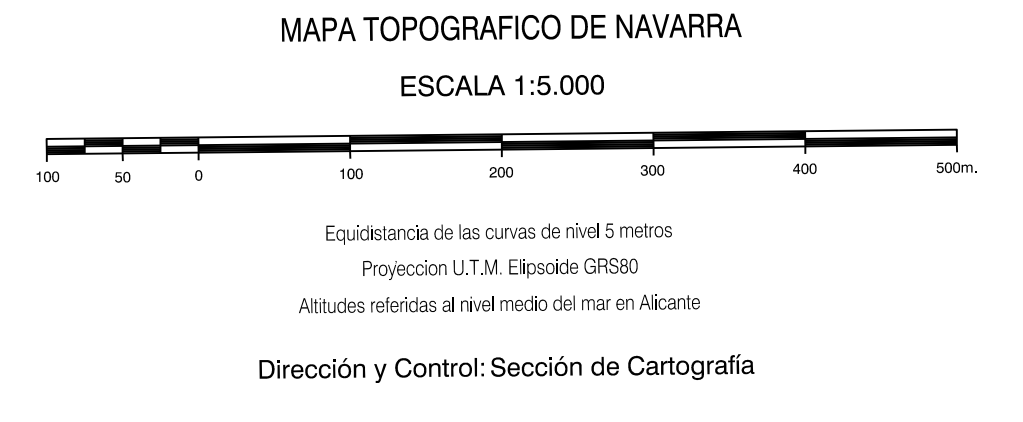 MAPA TOPOGRAFICO DE NAVARRA
ESCALA 1:5.000
100 50 0 100 200 300 400 500m.
Equidistancia de las curvas de nivel 5 metros
Proyeccion U.T.M. Elipsoide GRS80
Altitudes referidas al nivel medio del mar en Alicante
Dirección y Control: Sección de Cartografía